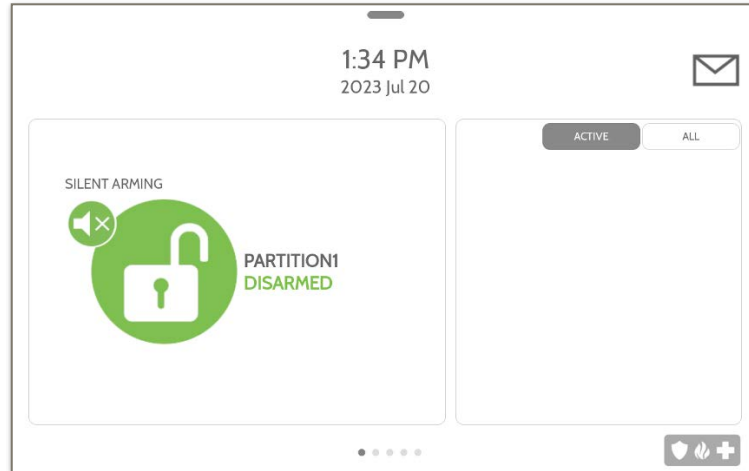 1:34 PM
2023 Jul 20
ACTIVE
ALL
SILENT ARMING
PARTITION1
DISARMED